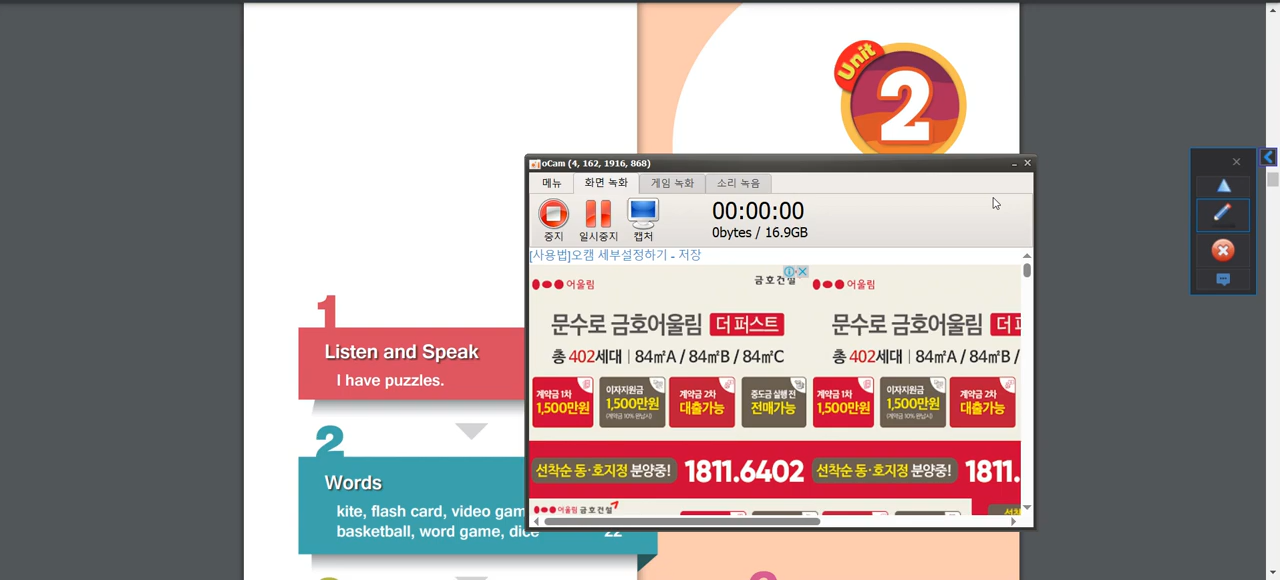 Unit
2
oCam (4, 162, 1916, 868)
메뉴
화면 녹화
게임 녹화
소리 녹음
중지
일시중지
캡처
00:00:00
0bytes / 16.9GB
[사용법]오캠 세부설정하기 - 저장
어울림
금호건설
어울림
문수로 금호어울림 더 퍼스트
문수로 금호어울림 더 퍼
총 402세대 | 84㎡A / 84㎡B / 84㎡C
총 402세대 | 84㎡A / 84㎡B /
계약금 1차
1,500만원
이자지원금
1,500만원
계약금 2차
대출가능
중도금 실행 전
전매가능
계약금 1차
1,500만원
이자지원금
1,500만원
계약금 2차
대출가능
선착순 동·호지정 분양중! 1811.6402
선착순 동·호지정 분양중! 1811.
어울림 금호건설
1
Listen and Speak
I have puzzles.
2
Words
kite, flash card, video gam
basketball, word game, dice 22